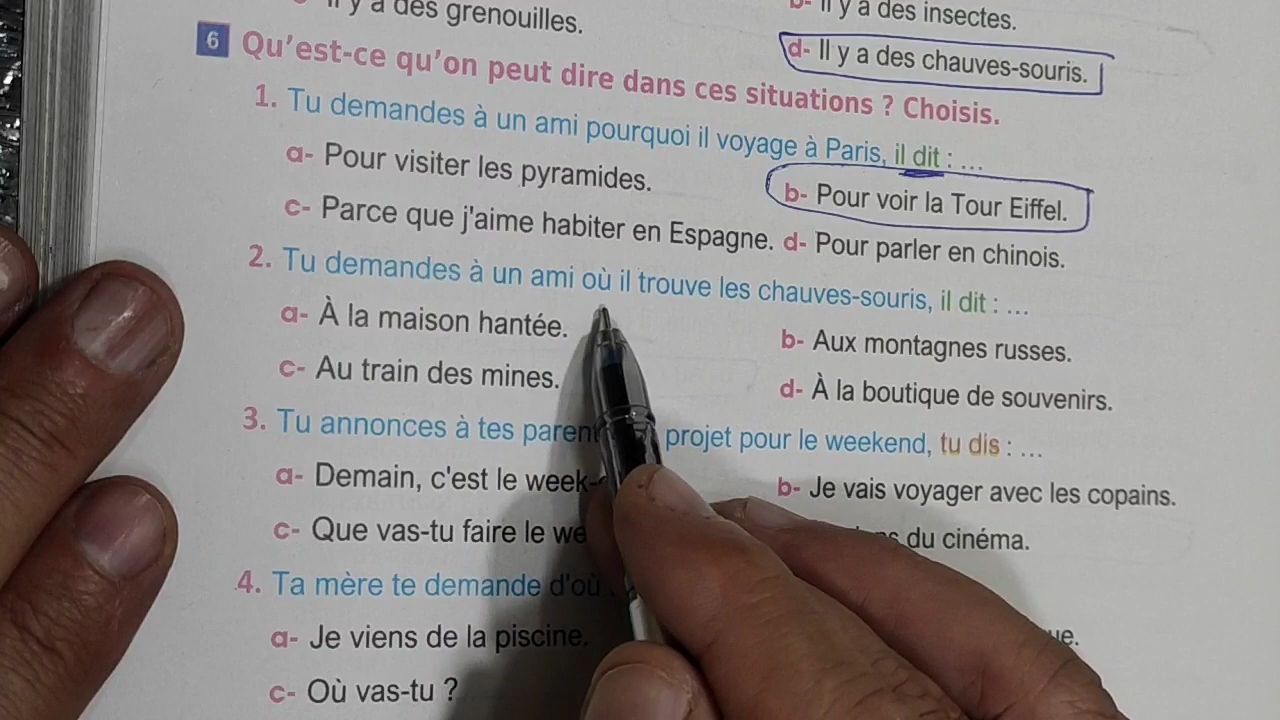 Il y a des grenouilles.
b- Il y a des insectes.
d- Il y a des chauves-souris.
6 Qu'est-ce qu'on peut dire dans ces situations ? Choisis.
1. Tu demandes à un ami pourquoi il voyage à Paris, il dit : ...
a- Pour visiter les pyramides.
b- Pour voir la Tour Eiffel.
c- Parce que j'aime habiter en Espagne.
d- Pour parler en chinois.
2. Tu demandes à un ami où il trouve les chauves-souris, il dit : ...
a- À la maison hantée.
b- Aux montagnes russes.
c- Au train des mines.
d- À la boutique de souvenirs.
3. Tu annonces à tes parent projet pour le weekend, tu dis : ...
a- Demain, c'est le week-
b- Je vais voyager avec les copains.
c- Que vas-tu faire le we
du cinéma.
4. Ta mère te demande d'où
a- Je viens de la piscine.
c- Où vas-tu ?